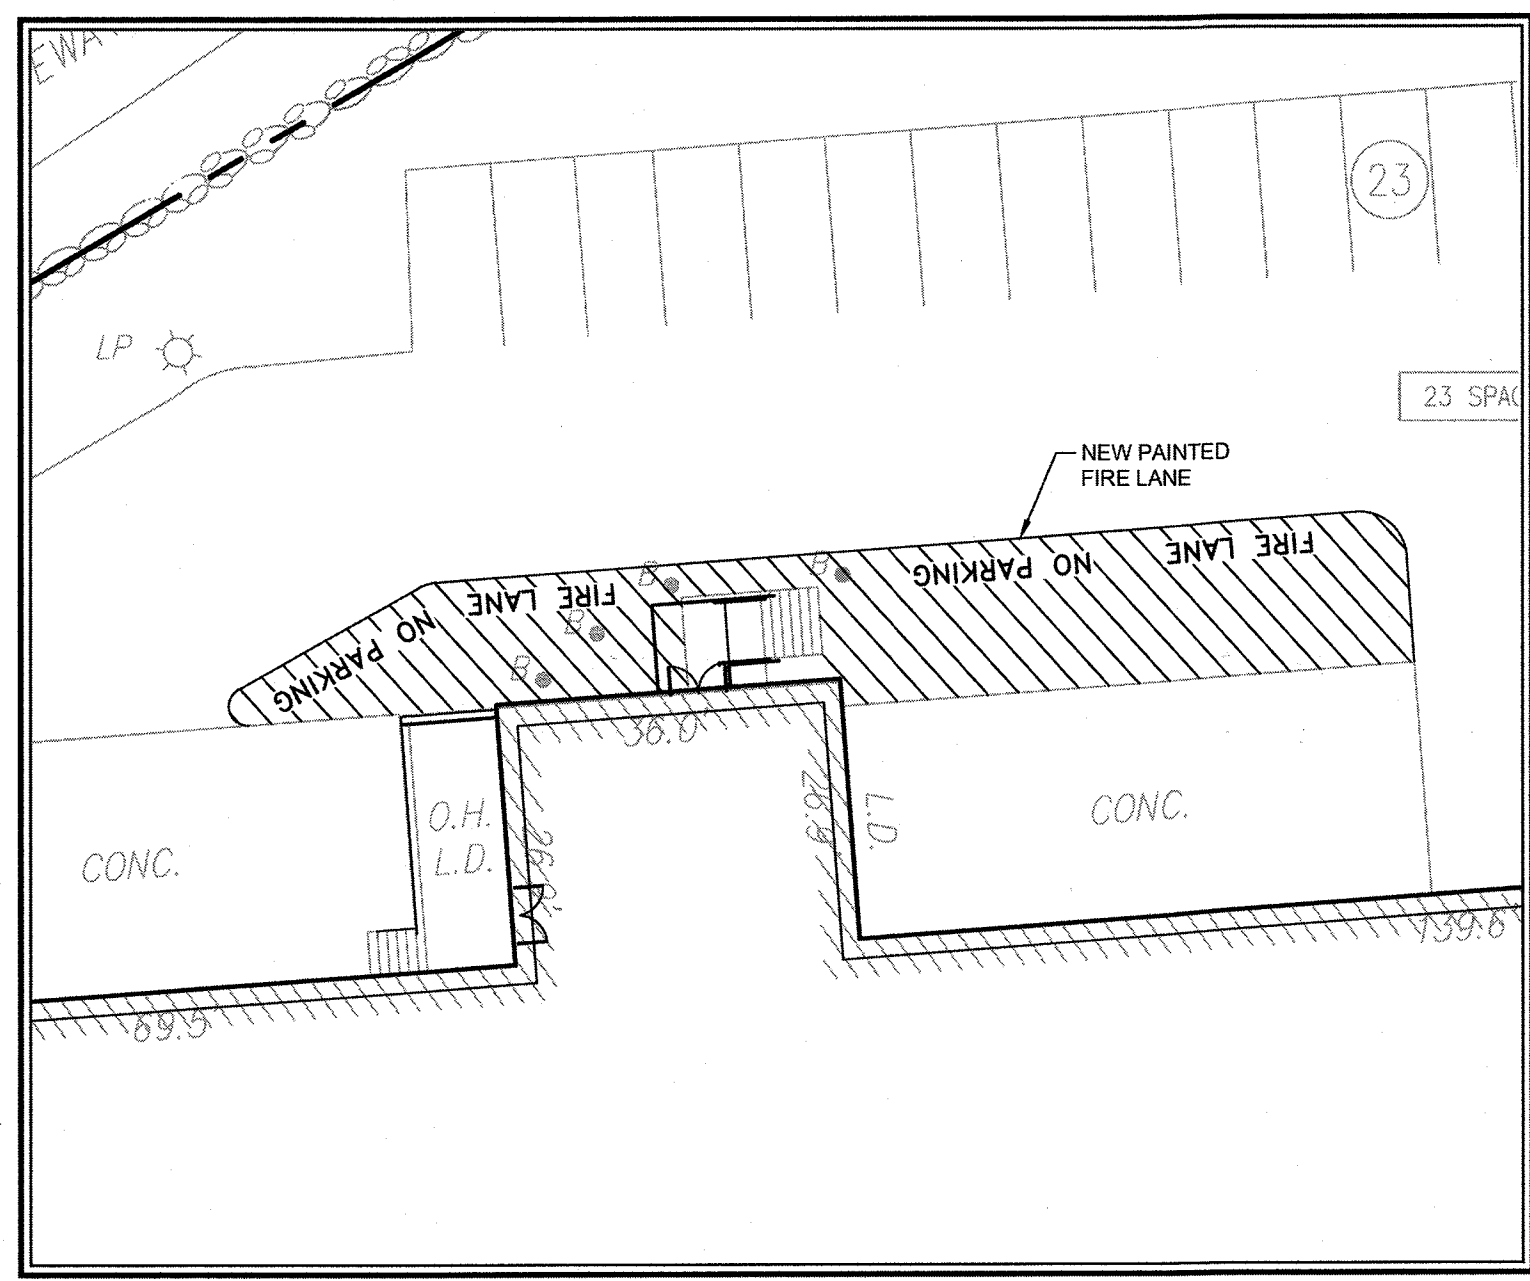 EWA
23
LP
23 SPAC
NEW PAINTED
FIRE LANE
FIRE LANE
NO PARKING
FIRE LANE
NO PARKING
B
B
B
B
36.0
26.9
L.D.
CONC.
O.H.
L.D.
26.0'
CONC.
139.6
69.5